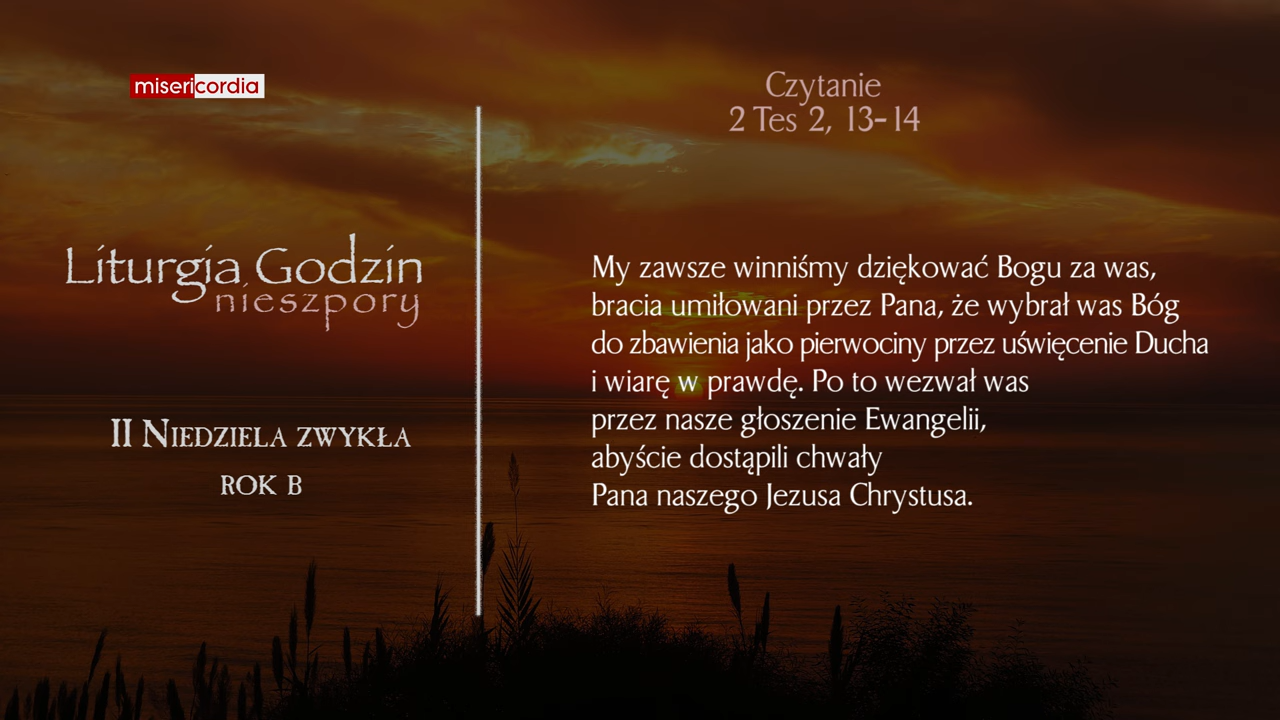 misericordia
Liturgia Godzin
nieszpory
II Niedziela zwykła
rok B
Czytanie
2 Tes 2, 13-14
My zawsze winniśmy dziękować Bogu za was,
bracia umiłowani przez Pana, że wybrał was Bóg
do zbawienia jako pierwociny przez uświęcenie Ducha
i wiarę w prawdę. Po to wezwał was
przez nasze głoszenie Ewangelii,
abyście dostąpili chwały
Pana naszego Jezusa Chrystusa.